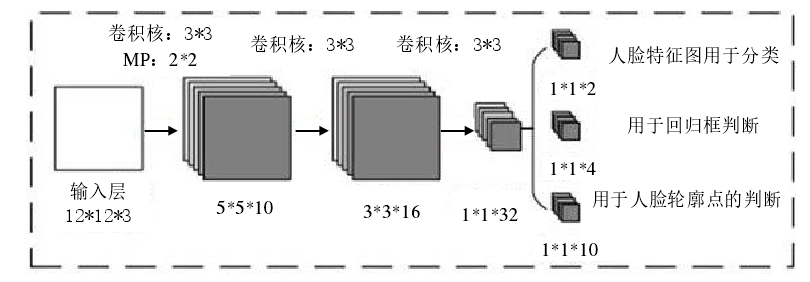 卷积核：3*3
MP：2*2
卷积核：3*3
卷积核：3*3
输入层
12*12*3
5*5*10
3*3*16
1*1*32
人脸特征图用于分类
1*1*2
用于回归框判断
1*1*4
用于人脸轮廓点的判断
1*1*10